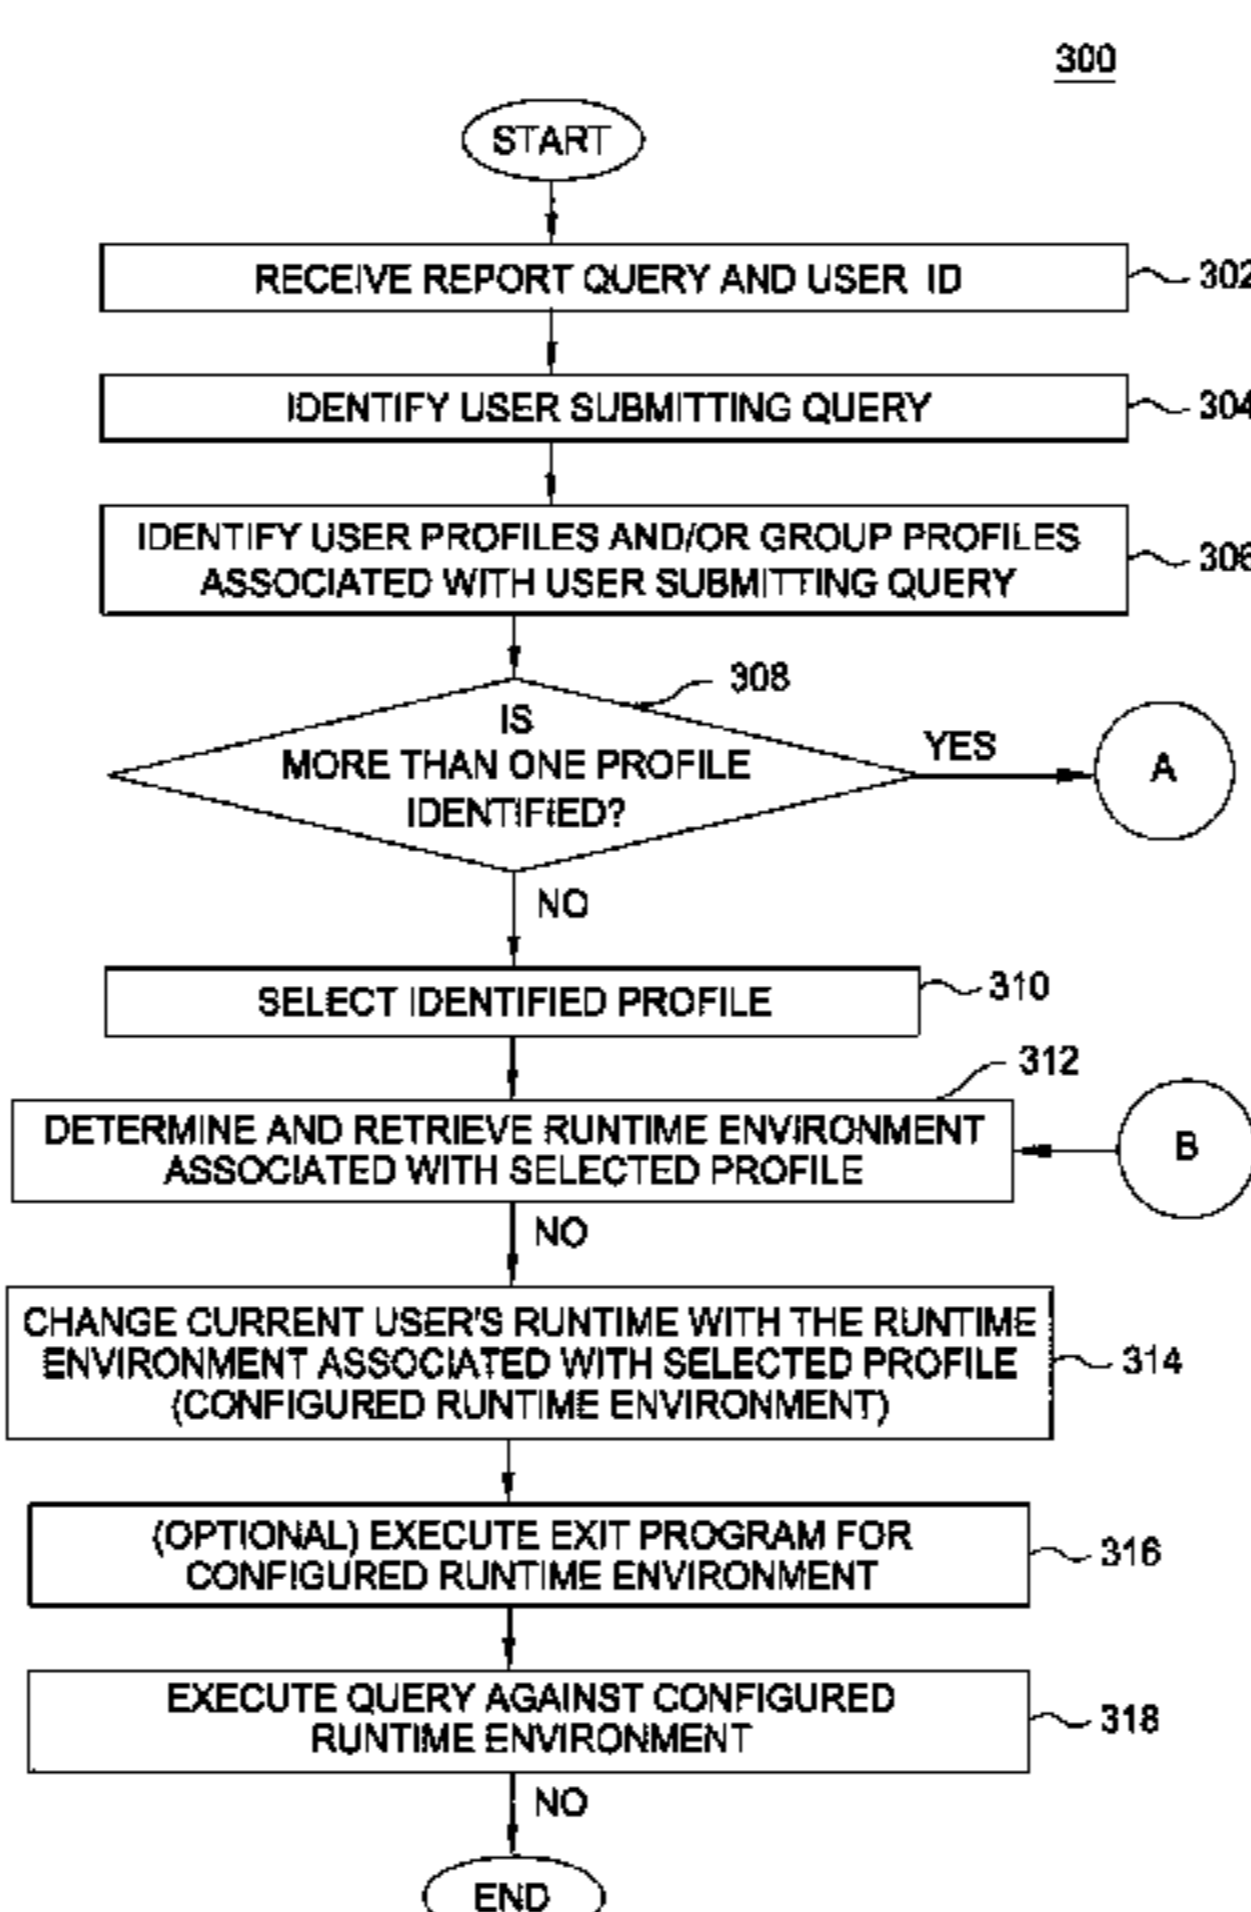 300
START
RECEIVE REPORT QUERY AND USER ID
302
IDENTIFY USER SUBMITTING QUERY
304
IDENTIFY USER PROFILES AND/OR GROUP PROFILES
ASSOCIATED WITH USER SUBMITTING QUERY
306
308
IS
MORE THAN ONE PROFILE
IDENTIFIED?
YES
A
NO
SELECT IDENTIFIED PROFILE
310
312
DETERMINE AND RETRIEVE RUNTIME ENVIRONMENT
ASSOCIATED WITH SELECTED PROFILE
B
NO
CHANGE CURRENT USER'S RUNTIME WITH THE RUNTIME
ENVIRONMENT ASSOCIATED WITH SELECTED PROFILE
(CONFIGURED RUNTIME ENVIRONMENT)
314
(OPTIONAL) EXECUTE EXIT PROGRAM FOR
CONFIGURED RUNTIME ENVIRONMENT
316
EXECUTE QUERY AGAINST CONFIGURED
RUNTIME ENVIRONMENT
318
NO
END